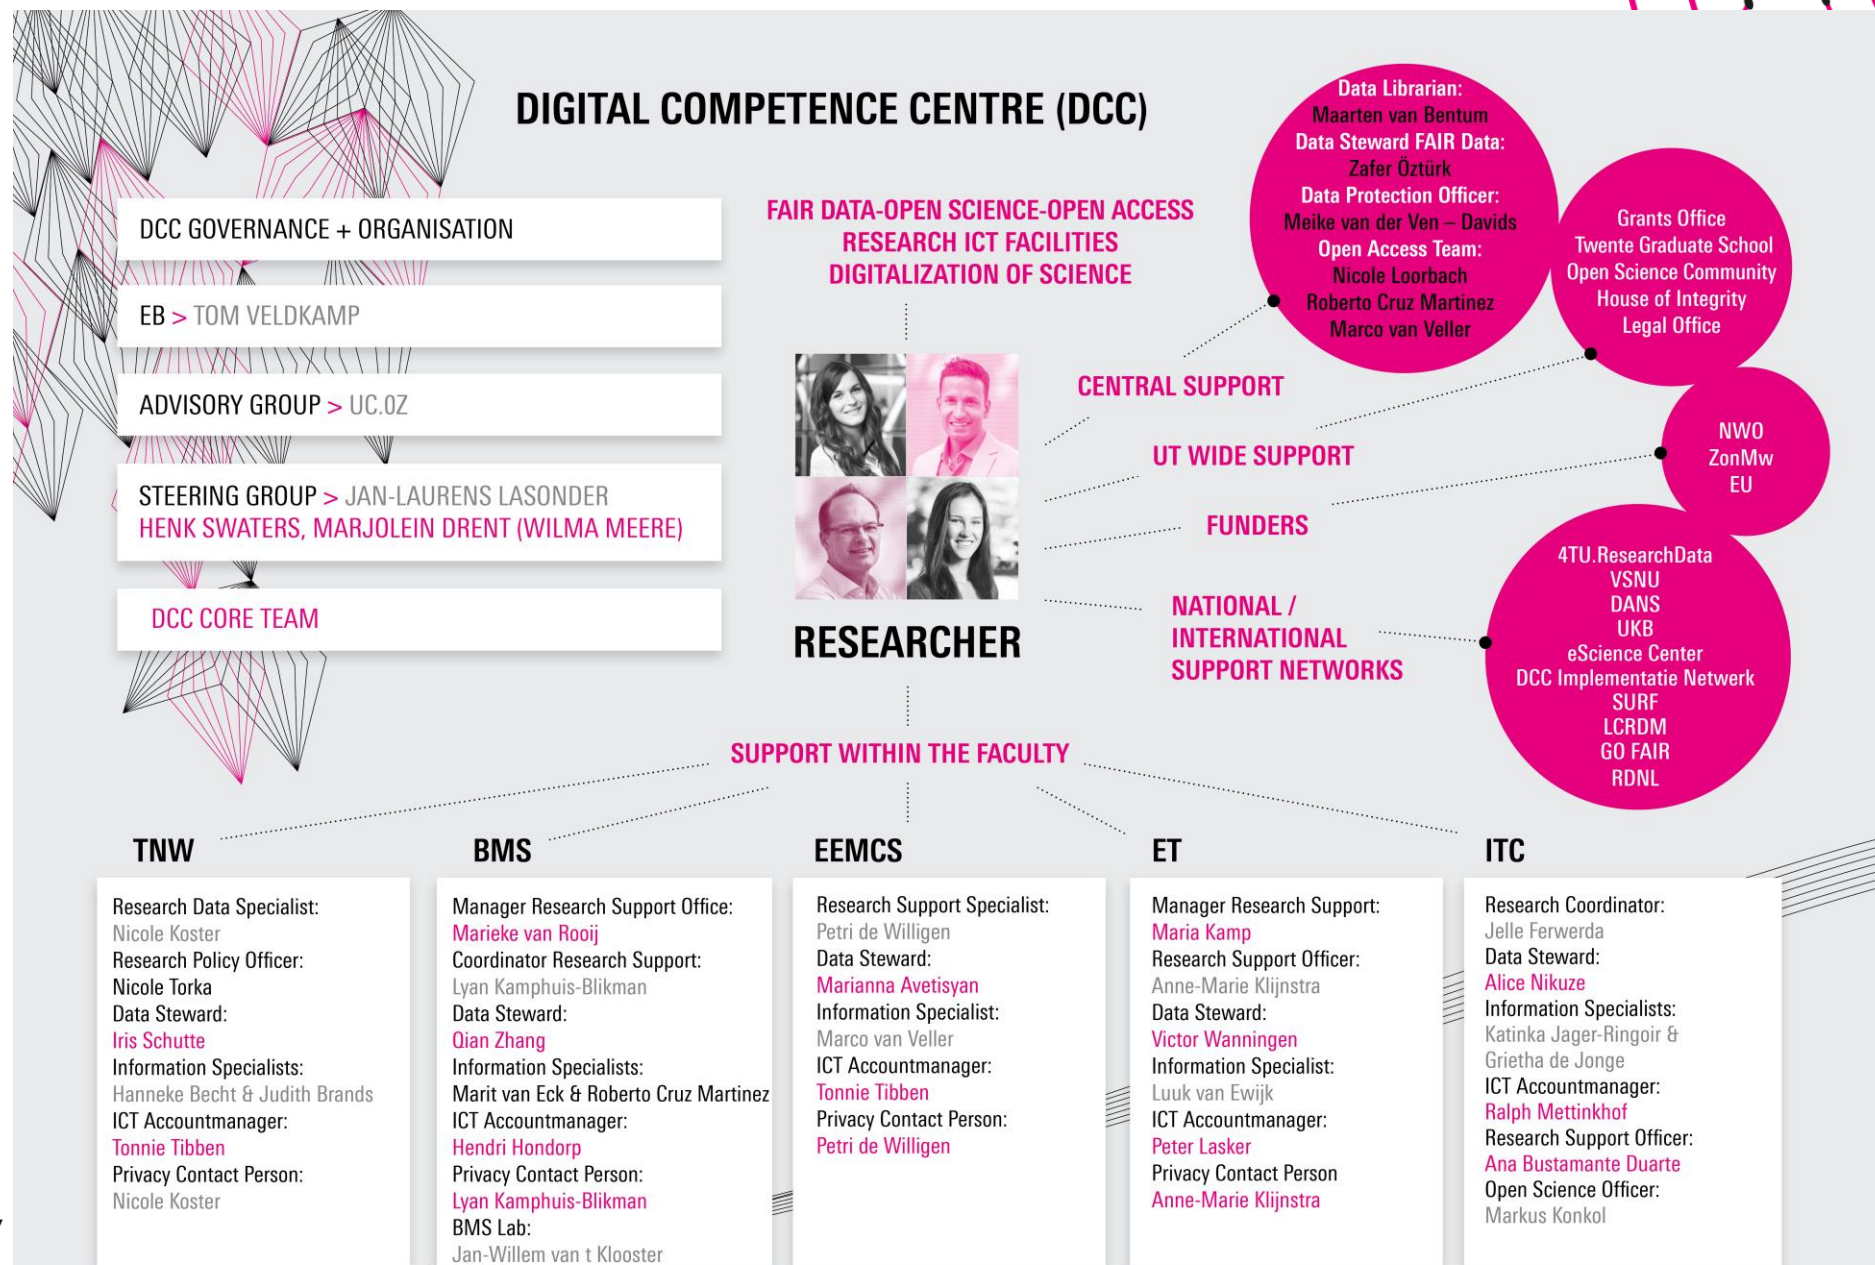 DIGITAL COMPETENCE CENTRE (DCC)
DCC GOVERNANCE + ORGANISATION
EB > TOM VELDKAMP
ADVISORY GROUP > UC.OZ
STEERING GROUP > JAN-LAURENS LASONDER
HENK SWATERS, MARJOLEIN DRENT (WILMA MEERE)
DCC CORE TEAM
FAIR DATA-OPEN SCIENCE-OPEN ACCESS
RESEARCH ICT FACILITIES
DIGITALIZATION OF SCIENCE
RESEARCHER
CENTRAL SUPPORT
UT WIDE SUPPORT
FUNDERS
NATIONAL /
INTERNATIONAL
SUPPORT NETWORKS
Data Librarian:
Maarten van Bentum
Data Steward FAIR Data:
Zafer Öztürk
Data Protection Officer:
Meike van der Ven – Davids
Open Access Team:
Nicole Loorbach
Roberto Cruz Martinez
Marco van Veller
Grants Office
Twente Graduate School
Open Science Community
House of Integrity
Legal Office
NWO
ZonMw
EU
4TU.ResearchData
VSNU
DANS
UKB
eScience Center
DCC Implementatie Netwerk
SURF
LCRDM
GO FAIR
RDNL
SUPPORT WITHIN THE FACULTY
TNW
Research Data Specialist:
Nicole Koster
Research Policy Officer:
Nicole Torka
Data Steward:
Iris Schutte
Information Specialists:
Hanneke Becht & Judith Brands
ICT Accountmanager:
Tonnie Tibben
Privacy Contact Person:
Nicole Koster
BMS
Manager Research Support Office:
Marieke van Rooij
Coordinator Research Support:
Lyan Kamphuis-Blikman
Data Steward:
Qian Zhang
Information Specialists:
Marit van Eck & Roberto Cruz Martinez
ICT Accountmanager:
Hendri Hondorp
Privacy Contact Person:
Lyan Kamphuis-Blikman
BMS Lab:
Jan-Willem van t Klooster
EEMCS
Research Support Specialist:
Petri de Willigen
Data Steward:
Marianna Avetisyan
Information Specialist:
Marco van Veller
ICT Accountmanager:
Tonnie Tibben
Privacy Contact Person:
Petri de Willigen
ET
Manager Research Support:
Maria Kamp
Research Support Officer:
Anne-Marie Klijnstra
Data Steward:
Victor Wanningen
Information Specialist:
Luuk van Ewijk
ICT Accountmanager:
Peter Lasker
Privacy Contact Person
Anne-Marie Klijnstra
ITC
Research Coordinator:
Jelle Ferwerda
Data Steward:
Alice Nikuze
Information Specialists:
Katinka Jager-Ringoir &
Grietha de Jonge
ICT Accountmanager:
Ralph Mettinkhof
Research Support Officer:
Ana Bustamante Duarte
Open Science Officer:
Markus Konkol